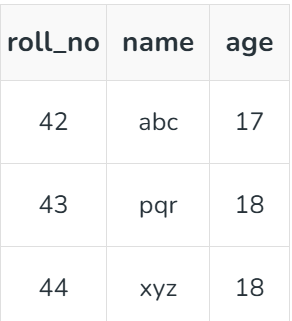 roll_no name age
42 abc 17
43 pqr 18
44 xyz 18